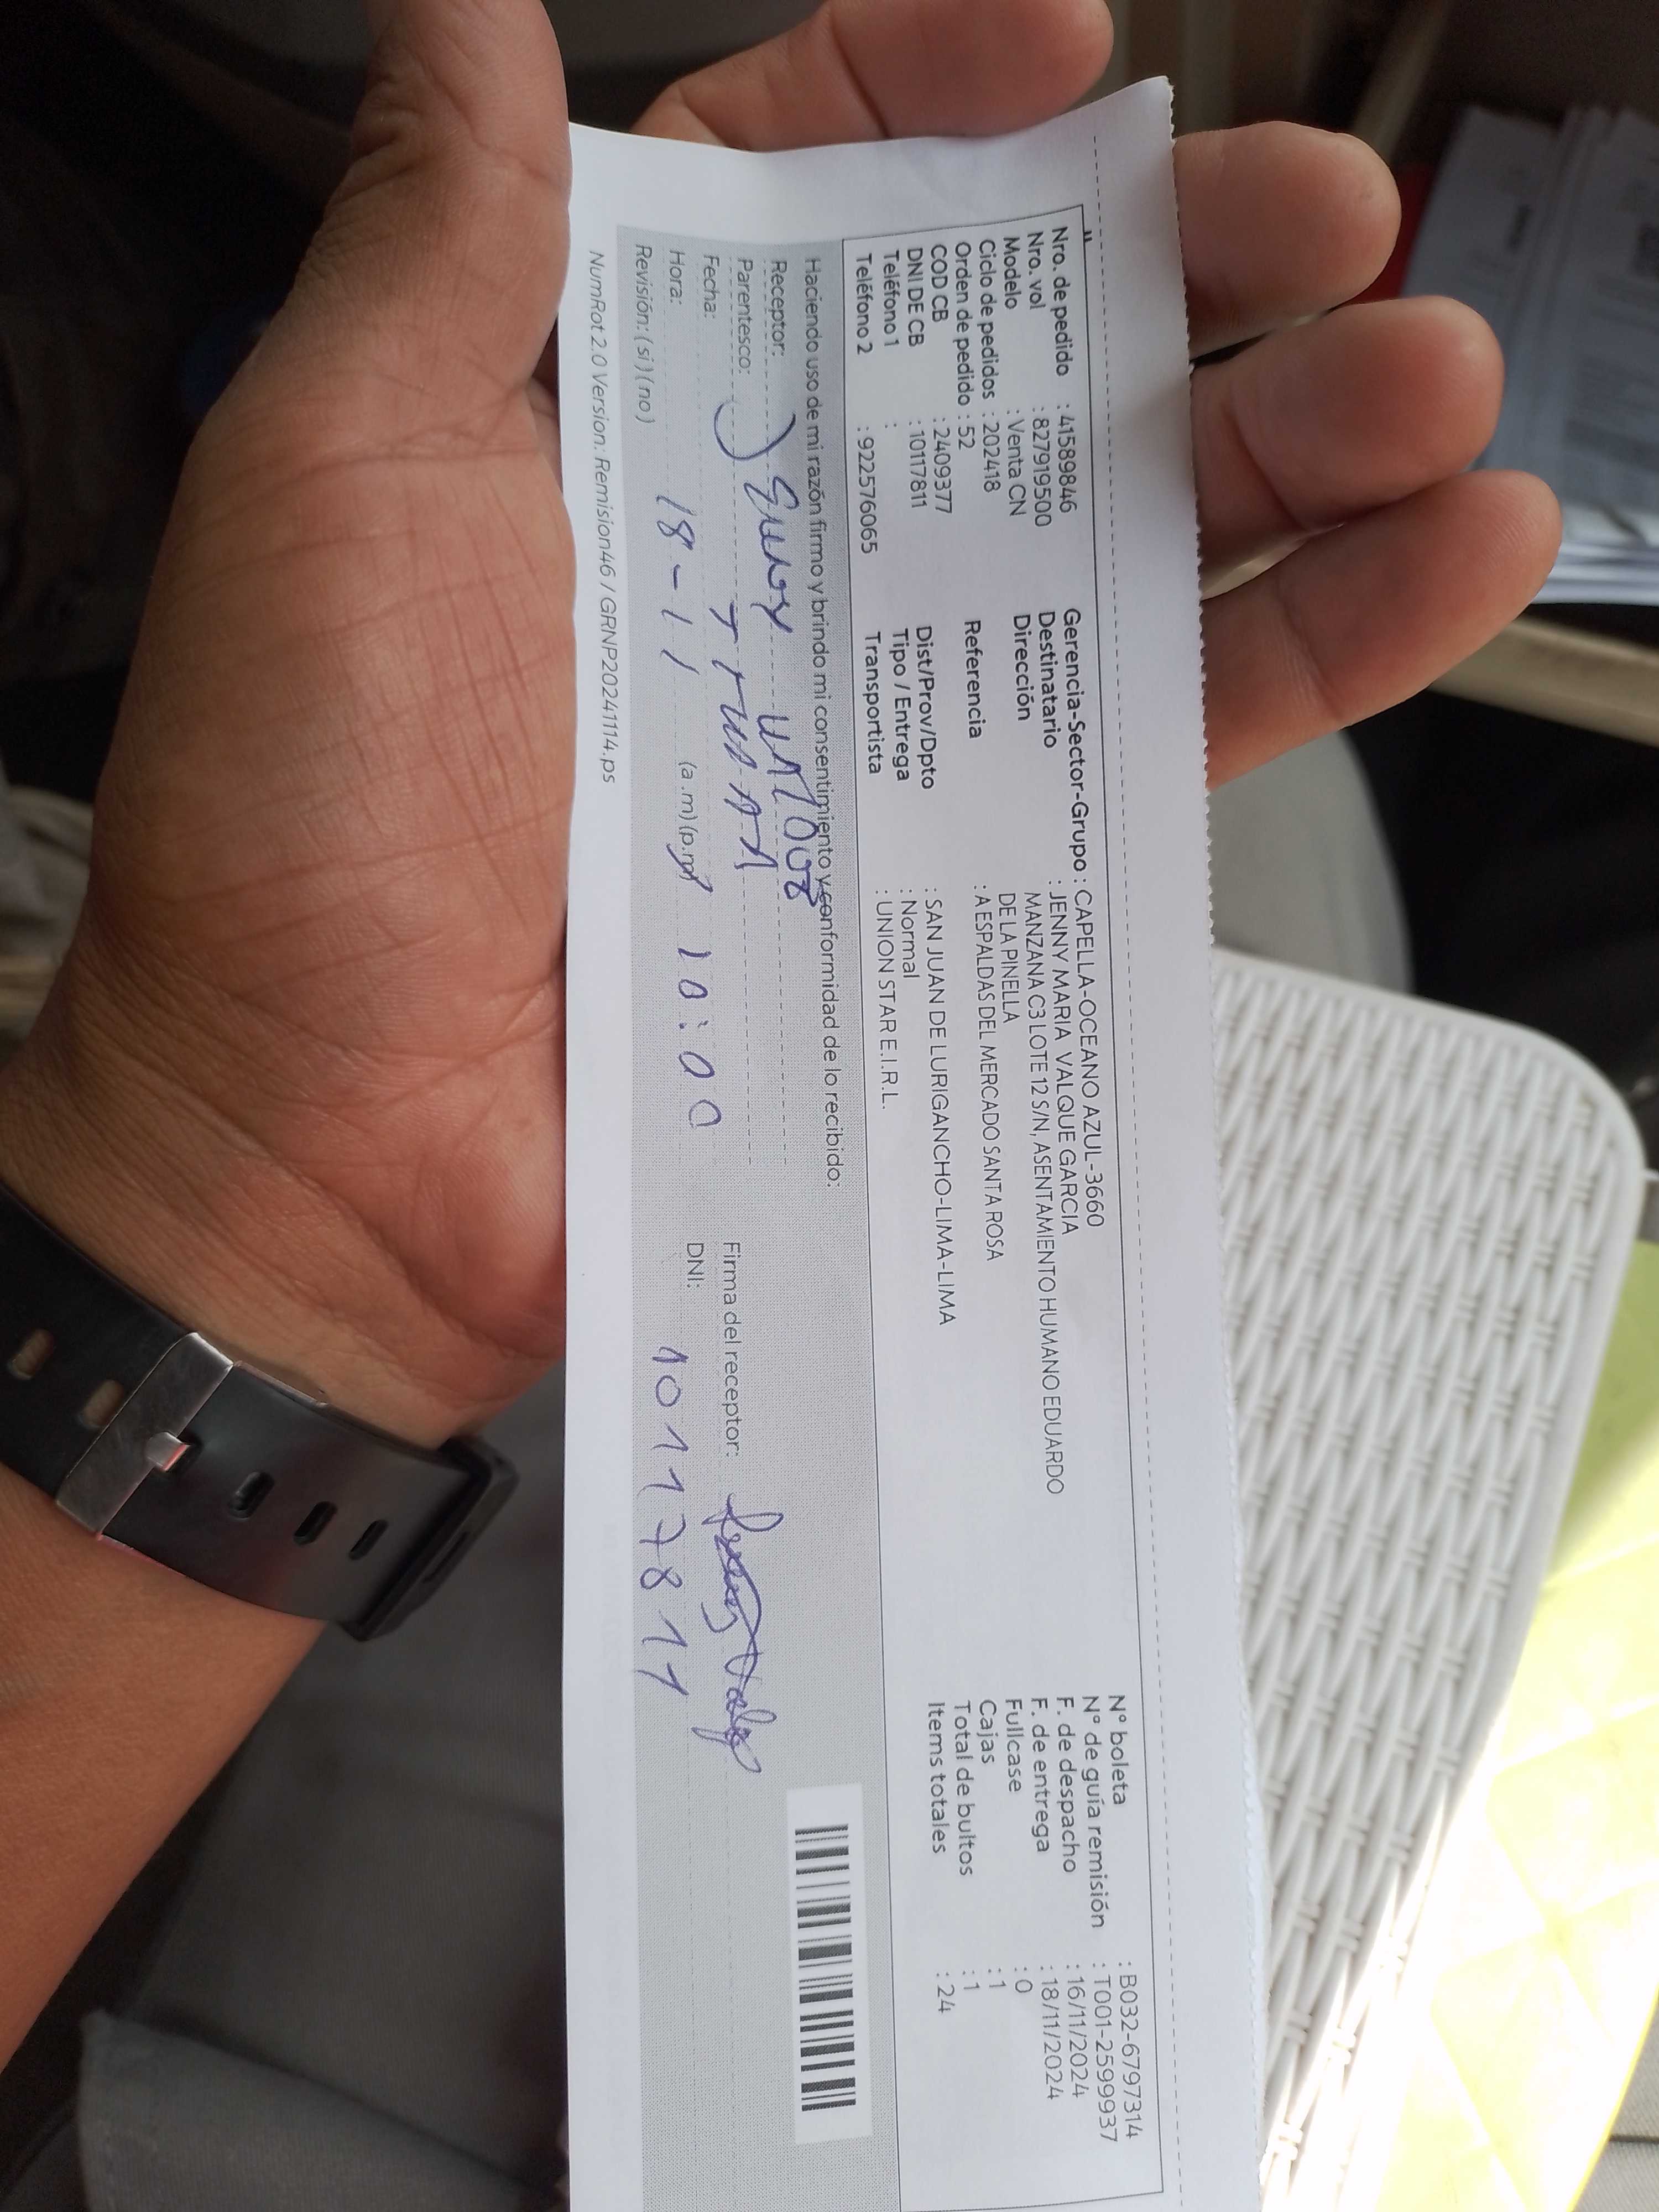 Nro. de pedido : 41589846
Nro. vol : 827919500
Modelo : Venta CN
Ciclo de pedidos : 202418
Orden de pedido : 52
COD CB : 2409377
DNI DE CB : 10117811
Teléfono 1 :
Teléfono 2 : 922576065
Gerencia-Sector-Grupo : CAPELLA-OCEANO AZUL-3660
Destinatario : JENNY MARIA VALQUE GARCIA
Dirección MANZANA C3 LOTE 12 S/N, ASENTAMIENTO HUMANO EDUARDO
DE LA PINELLA
Referencia : A ESPALDAS DEL MERCADO SANTA ROSA
Dist/Prov/Dpto : SAN JUAN DE LURIGANCHO-LIMA-LIMA
Tipo / Entrega : Normal
Transportista : UNION STAR E.I.R.L.
N° boleta : B032-6797314
N° de guía remisión : T001-25999937
F. de despacho : 16/11/2024
F. de entrega : 18/11/2024
Fullcase : 0
Cajas : 1
Total de bultos : 1
Items totales : 24
Haciendo uso de mi razón firmo y brindo mi consentimiento y conformidad de lo recibido:
Receptor:
Parentesco:
Fecha: 18-11
Hora: (a.m) (p.m) 10:00
Revisión: (si) (no)
Firma del receptor:
DNI: 10117811
NumRot 2.0 Version: Remision46 / GRNP20241114.ps